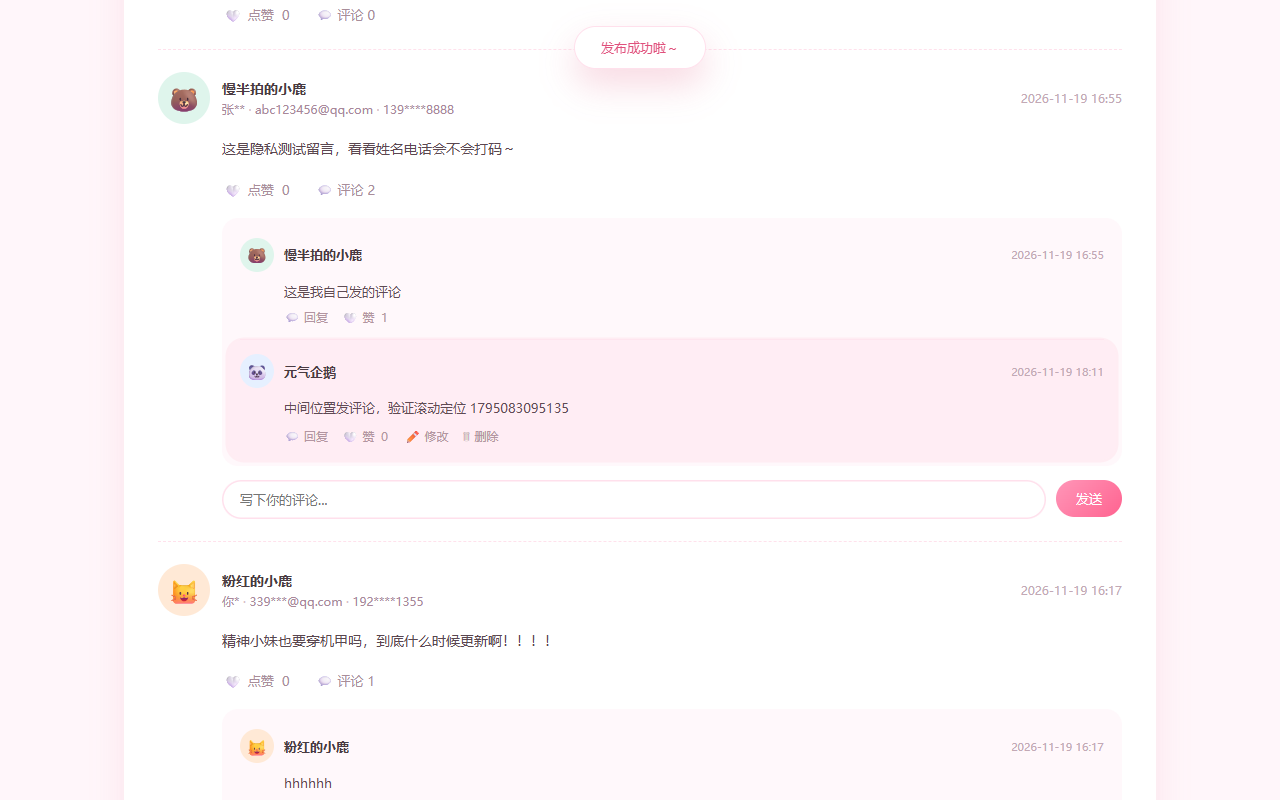 点赞 0 评论 0
发布成功啦～
慢半拍的小鹿
2026-11-19 16:55
张** · abc123456@qq.com · 139****8888
这是隐私测试留言，看看姓名电话会不会打码～
点赞 0 评论 2
慢半拍的小鹿
2026-11-19 16:55
这是我自己发的评论
回复 赞 1
元气企鹅
2026-11-19 18:11
中间位置发评论，验证滚动定位 1795083095135
回复 赞 0 修改 删除
写下你的评论...
发送
粉红的小鹿
2026-11-19 16:17
你* · 339***@qq.com · 192****1355
精神小妹也要穿机甲吗，到底什么时候更新啊！！！！
点赞 0 评论 1
粉红的小鹿
2026-11-19 16:17
hhhhhh